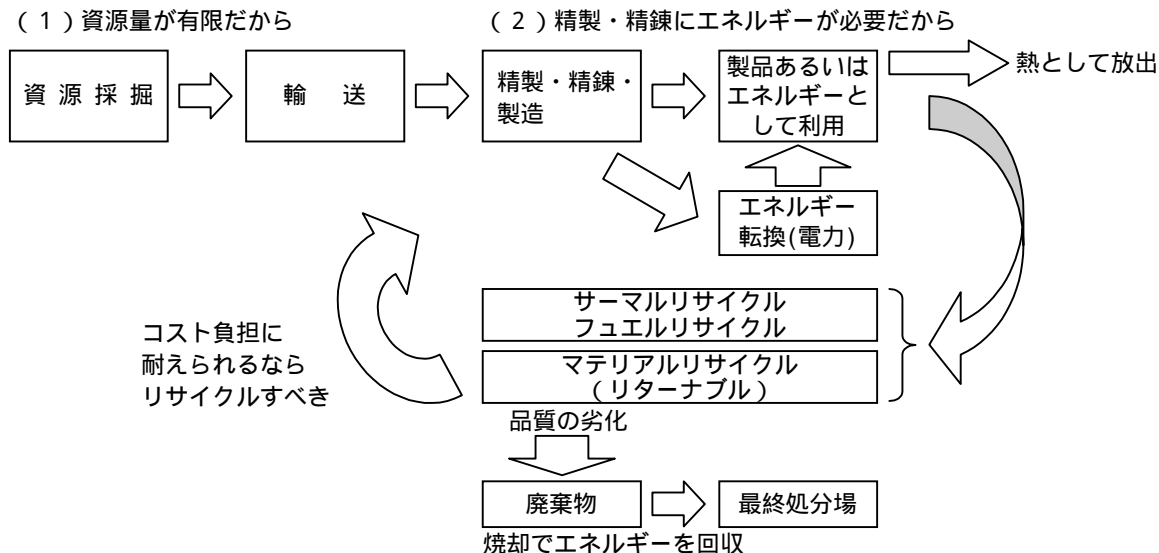 (1)資源量が有限だから
(2)精製・精錬にエネルギーが必要だから
資源採掘
輸 送
精製・精錬・
製造
製品あるいは
エネルギーと
して利用
熱として放出
エネルギー
転換(電力)
サーマルリサイクル
フュエルリサイクル
コスト負担に
耐えられるなら
リサイクルすべき
マテリアルリサイクル
(リターナブル)
品質の劣化
廃棄物
最終処分場
焼却でエネルギーを回収